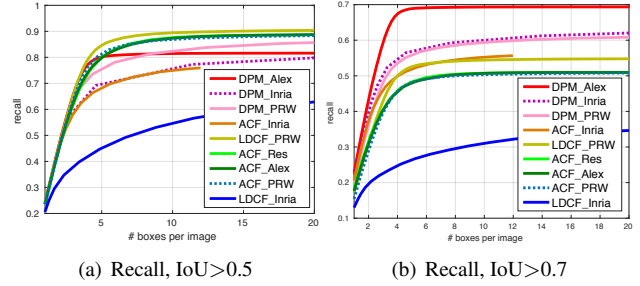 1
0.9
0.8
0.7
0.6
0.5
0.4
0.3
0.2
recall
5 10 15 20
# boxes per image
DPM_Alex
DPM_Inria
DPM_PRW
ACF_Inria
LDCF_PRW
ACF_Res
ACF_Alex
ACF_PRW
LDCF_Inria
(a) Recall, IoU>0.5
0.7
0.6
0.5
0.4
0.3
0.2
0.1
recall
2 4 6 8 10 12 14 16 18 20
# boxes per image
DPM_Alex
DPM_Inria
DPM_PRW
ACF_Inria
LDCF_PRW
ACF_Res
ACF_Alex
ACF_PRW
LDCF_Inria
(b) Recall, IoU>0.7